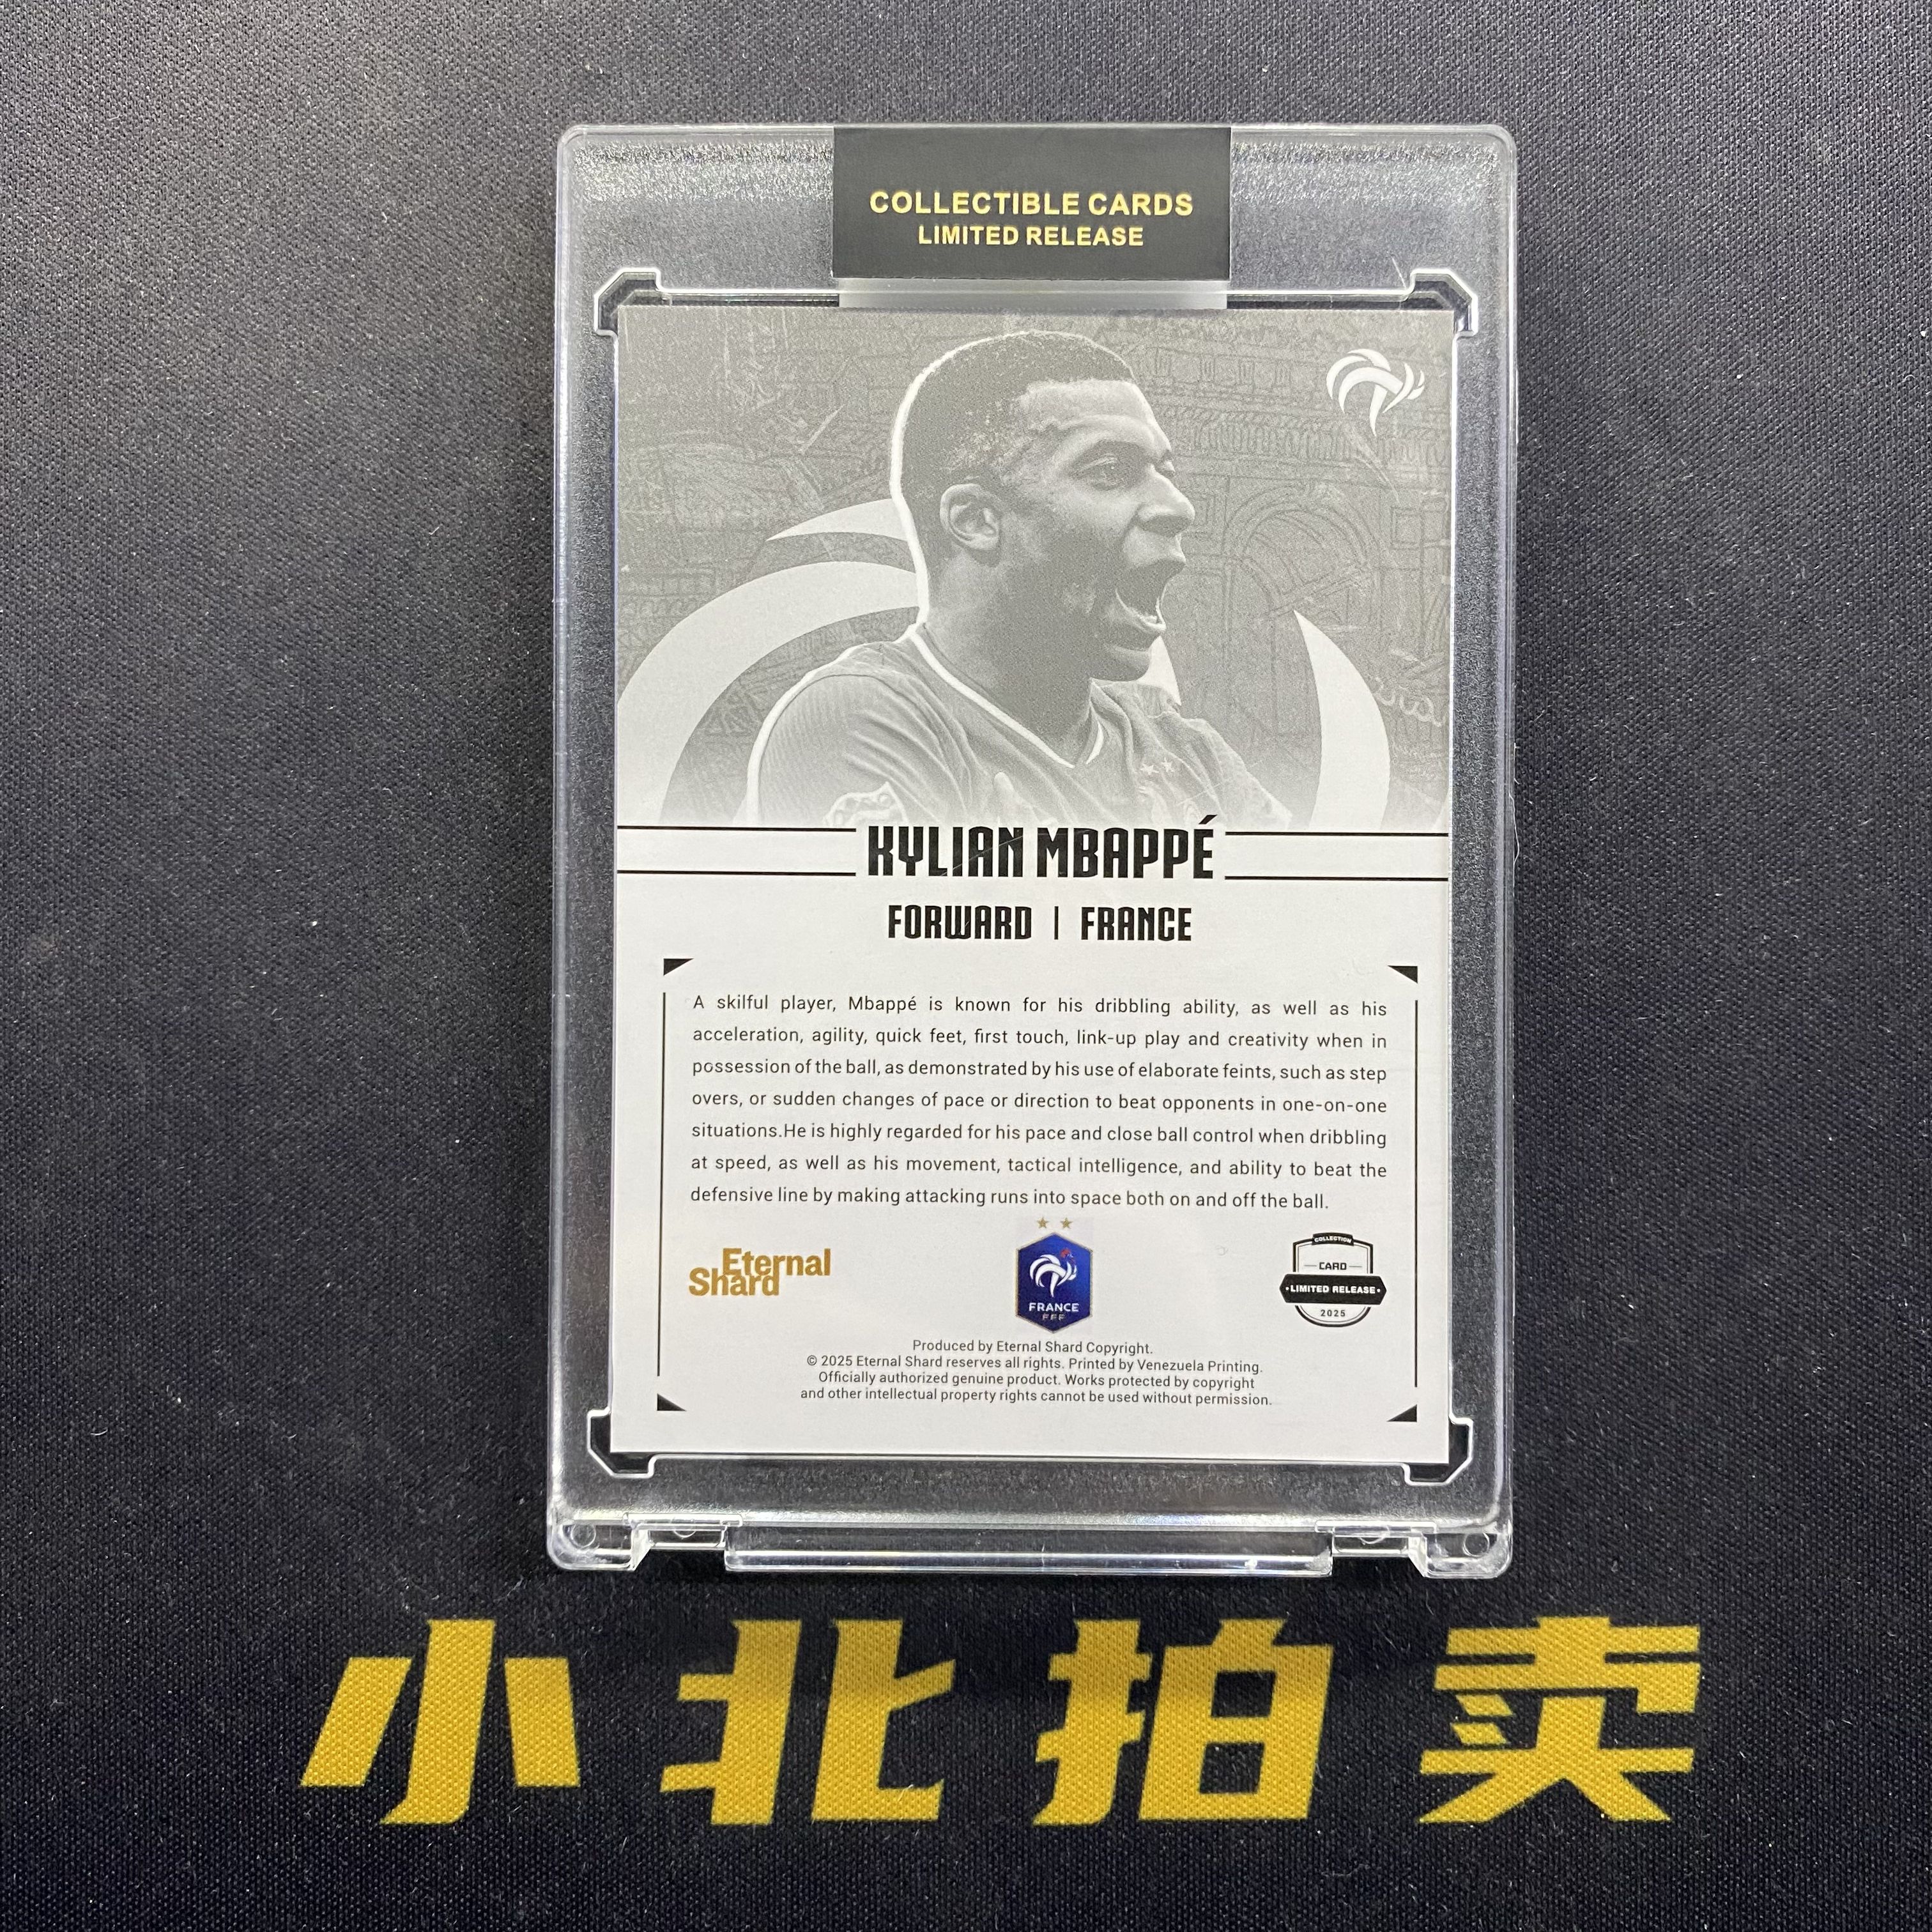 COLLECTIBLE CARDS
LIMITED RELEASE
KYLIAN MBAPPÉ
FORWARD | FRANCE
A skilful player, Mbappé is known for his dribbling ability, as well as his
acceleration, agility, quick feet, first touch, link-up play and creativity when in
possession of the ball, as demonstrated by his use of elaborate feints, such as step
overs, or sudden changes of pace or direction to beat opponents in one-on-one
situations.He is highly regarded for his pace and close ball control when dribbling
at speed, as well as his movement, tactical intelligence, and ability to beat the
defensive line by making attacking runs into space both on and off the ball.
Eternal
Shard
FRANCE
FFF
COLLECTION
CARD
•LIMITED RELEASE•
2025
Produced by Eternal Shard Copyright.
© 2025 Eternal Shard reserves all rights. Printed by Venezuela Printing.
Officially authorized genuine product. Works protected by copyright
and other intellectual property rights cannot be used without permission.
小北拍卖